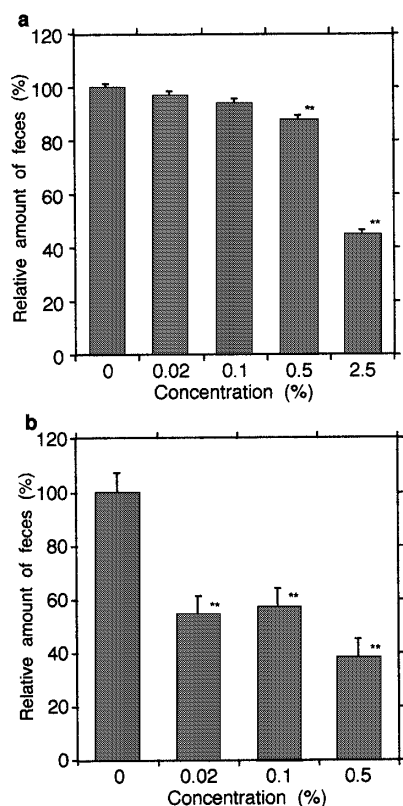 a
Relative amount of feces (%)
120
100
80
60
40
20
0
**
**
0 0.02 0.1 0.5 2.5
Concentration (%)
b
Relative amount of feces (%)
120
100
80
60
40
20
0
**
**
**
0 0.02 0.1 0.5
Concentration (%)